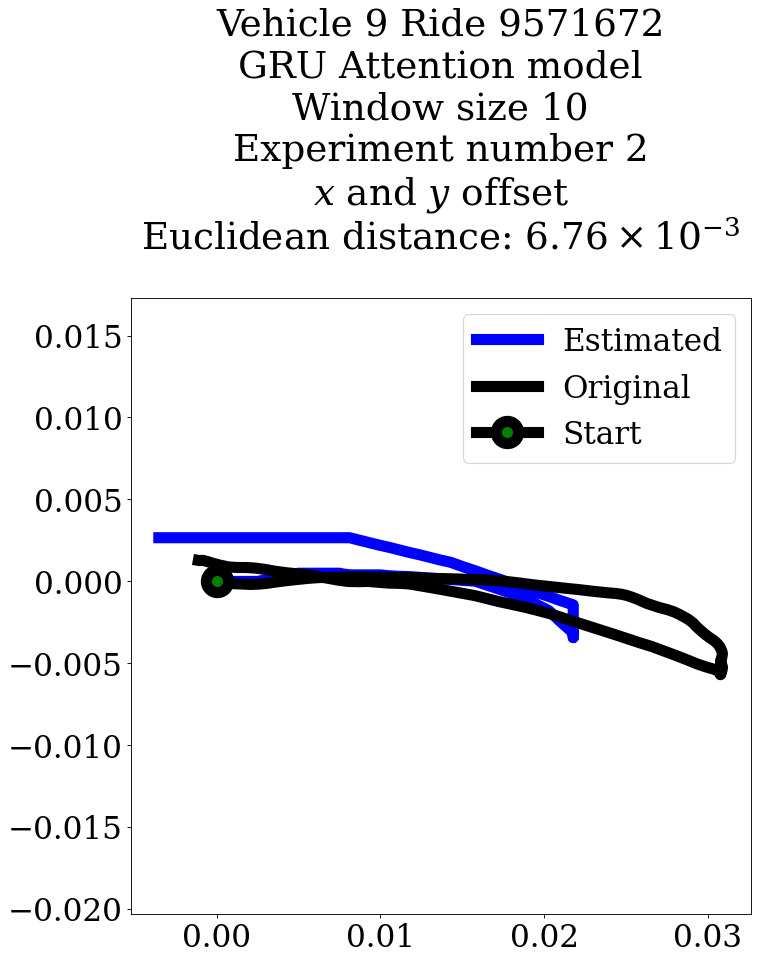 Vehicle 9 Ride 9571672
GRU Attention model
Window size 10
Experiment number 2
x and y offset
Euclidean distance: 6.76 × 10⁻³
Estimated
Original
Start
0.015
0.010
0.005
0.000
−0.005
−0.010
−0.015
−0.020
0.00 0.01 0.02 0.03